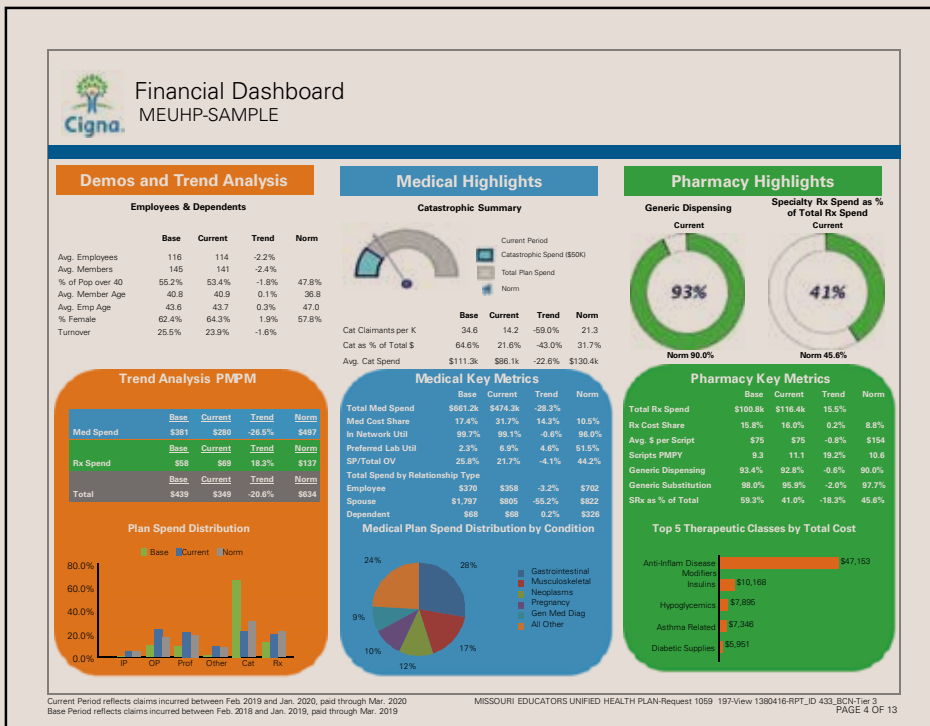 Cigna.
Financial Dashboard
MEUHP-SAMPLE
Demos and Trend Analysis
Employees & Dependents
Base Current Trend Norm
Avg. Employees 116 114 -2.2%
Avg. Members 145 141 -2.4%
% of Pop over 40 55.2% 53.4% -1.8% 47.8%
Avg. Member Age 40.8 40.9 0.1% 36.8
Avg. Emp Age 43.6 43.7 0.3% 47.0
% Female 62.4% 64.3% 1.9% 57.8%
Turnover 25.5% 23.9% -1.6%
Trend Analysis PMPM
Base Current Trend Norm
Med Spend $381 $280 -26.5% $497
Base Current Trend Norm
Rx Spend $58 $69 18.3% $137
Base Current Trend Norm
Total $439 $349 -20.6% $634
Plan Spend Distribution
Base Current Norm
80.0%
60.0%
40.0%
20.0%
0.0%
IP OP Prof Other Cat Rx
Medical Highlights
Catastrophic Summary
Current Period
Catastrophic Spend ($50K)
Total Plan Spend
Norm
Base Current Trend Norm
Cat Claimants per K 34.6 14.2 -59.0% 21.3
Cat as % of Total $ 64.6% 21.6% -43.0% 31.7%
Avg. Cat Spend $111.3k $86.1k -22.6% $130.4k
Medical Key Metrics
Base Current Trend Norm
Total Med Spend $661.2k $474.3k -28.3%
Med Cost Share 17.4% 31.7% 14.3% 10.5%
In Network Util 99.7% 99.1% -0.6% 96.0%
Preferred Lab Util 2.3% 6.9% 4.6% 51.5%
SP/Total OV 25.8% 21.7% -4.1% 44.2%
Total Spend by Relationship Type
Employee $370 $358 -3.2% $702
Spouse $1,797 $805 -55.2% $822
Dependent $68 $68 0.2% $326
Medical Plan Spend Distribution by Condition
24%
28%
9%
10%
12%
17%
Gastrointestinal
Musculoskeletal
Neoplasms
Pregnancy
Gen Med Diag
All Other
Pharmacy Highlights
Generic Dispensing
Current
93%
Norm 90.0%
Specialty Rx Spend as %
of Total Rx Spend
Current
41%
Norm 45.6%
Pharmacy Key Metrics
Base Current Trend Norm
Total Rx Spend $100.8k $116.4k 15.5%
Rx Cost Share 15.8% 16.0% 0.2% 8.8%
Avg. $ per Script $75 $75 -0.8% $154
Scripts PMPY 9.3 11.1 19.2% 10.6
Generic Dispensing 93.4% 92.8% -0.6% 90.0%
Generic Substitution 98.0% 95.9% -2.0% 97.7%
SRx as % of Total 59.3% 41.0% -18.3% 45.6%
Top 5 Therapeutic Classes by Total Cost
Anti-Inflam Disease
Modifiers $47,153
Insulins $10,168
Hypoglycemics $7,895
Asthma Related $7,346
Diabetic Supplies $5,951
Current Period reflects claims incurred between Feb. 2019 and Jan. 2020, paid through Mar. 2020
Base Period reflects claims incurred between Feb. 2018 and Jan. 2019, paid through Mar. 2019
MISSOURI EDUCATORS UNIFIED HEALTH PLAN-Request 1059 197-View 1380416-RPT_ID 433_BCN-Tier 3
PAGE 4 OF 13